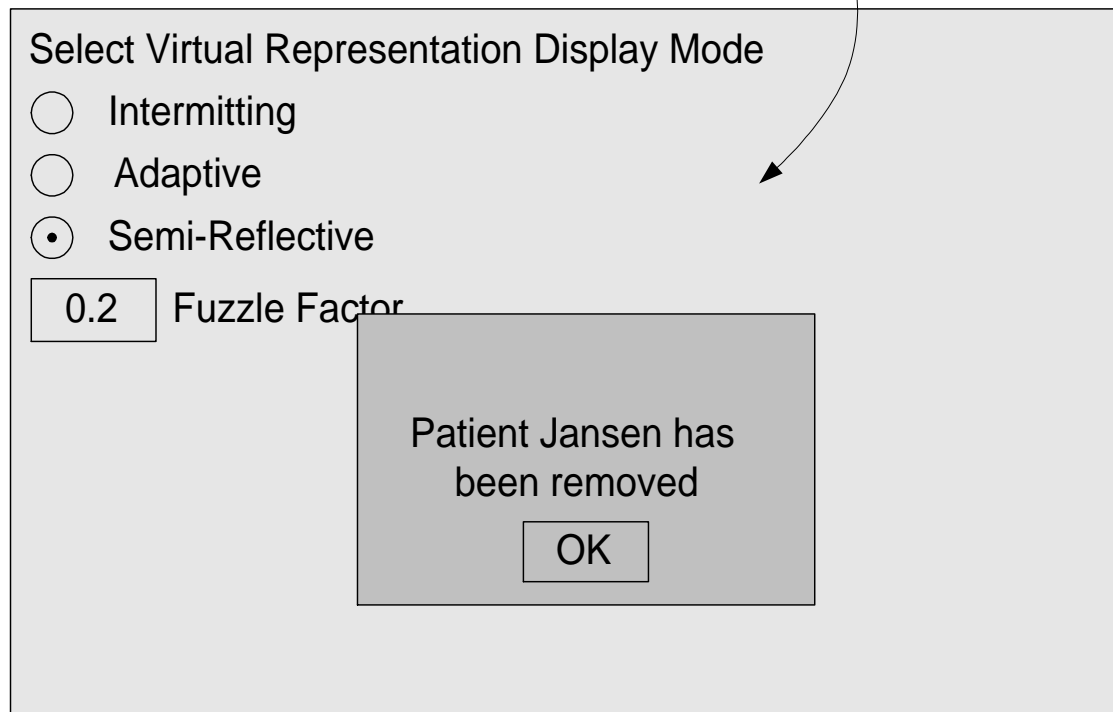 Select Virtual Representation Display Mode
Intermitting
Adaptive
Semi-Reflective
0.2 Fuzzle Factor
Patient Jansen has
been removed
OK